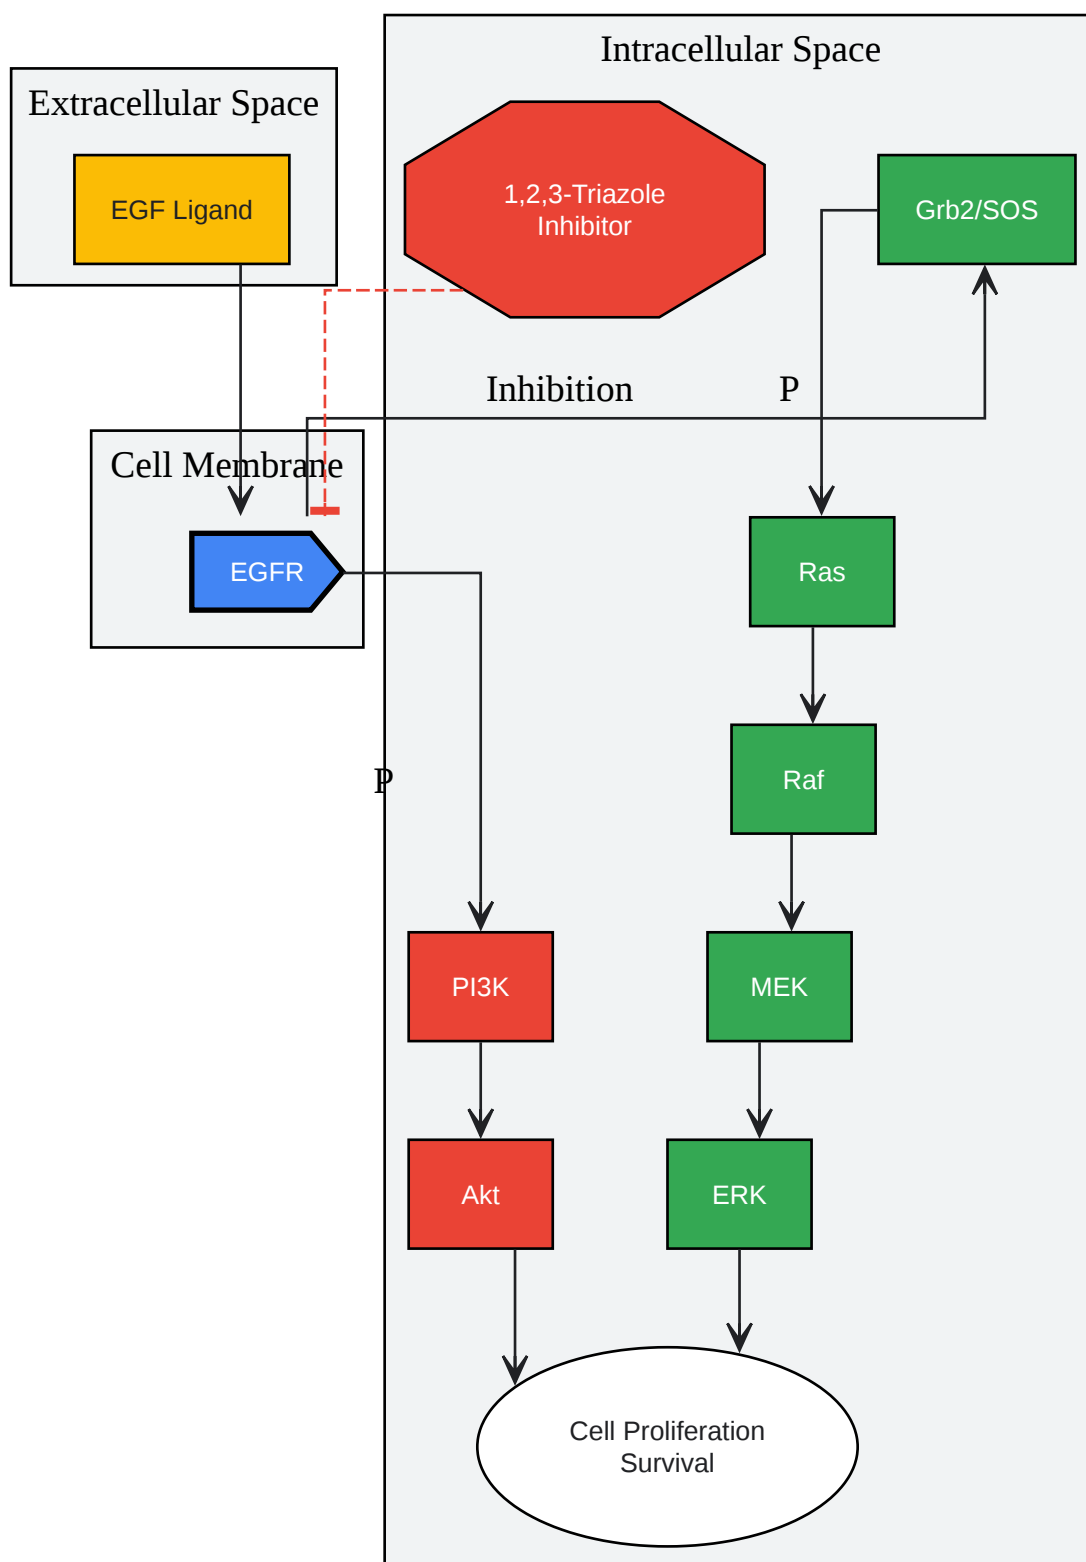 Intracellular Space
Extracellular Space
EGF Ligand
1,2,3-Triazole
Inhibitor
Grb2/SOS
Inhibition
P
Cell Membrane
EGFR
Ras
P
Raf
PI3K
MEK
Akt
ERK
Cell Proliferation
Survival